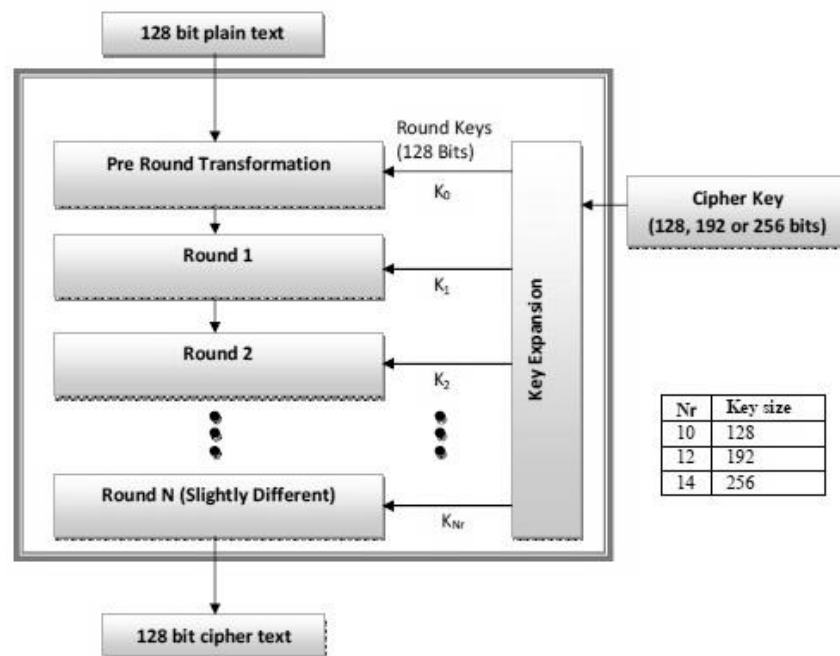 128 bit plain text
Round Keys
(128 Bits)
Pre Round Transformation
K₀
Cipher Key
(128, 192 or 256 bits)
Round 1
K₁
Round 2
K₂
Key Expansion
Nr Key size
10 128
12 192
14 256
Round N (Slightly Different)
K_Nr
128 bit cipher text